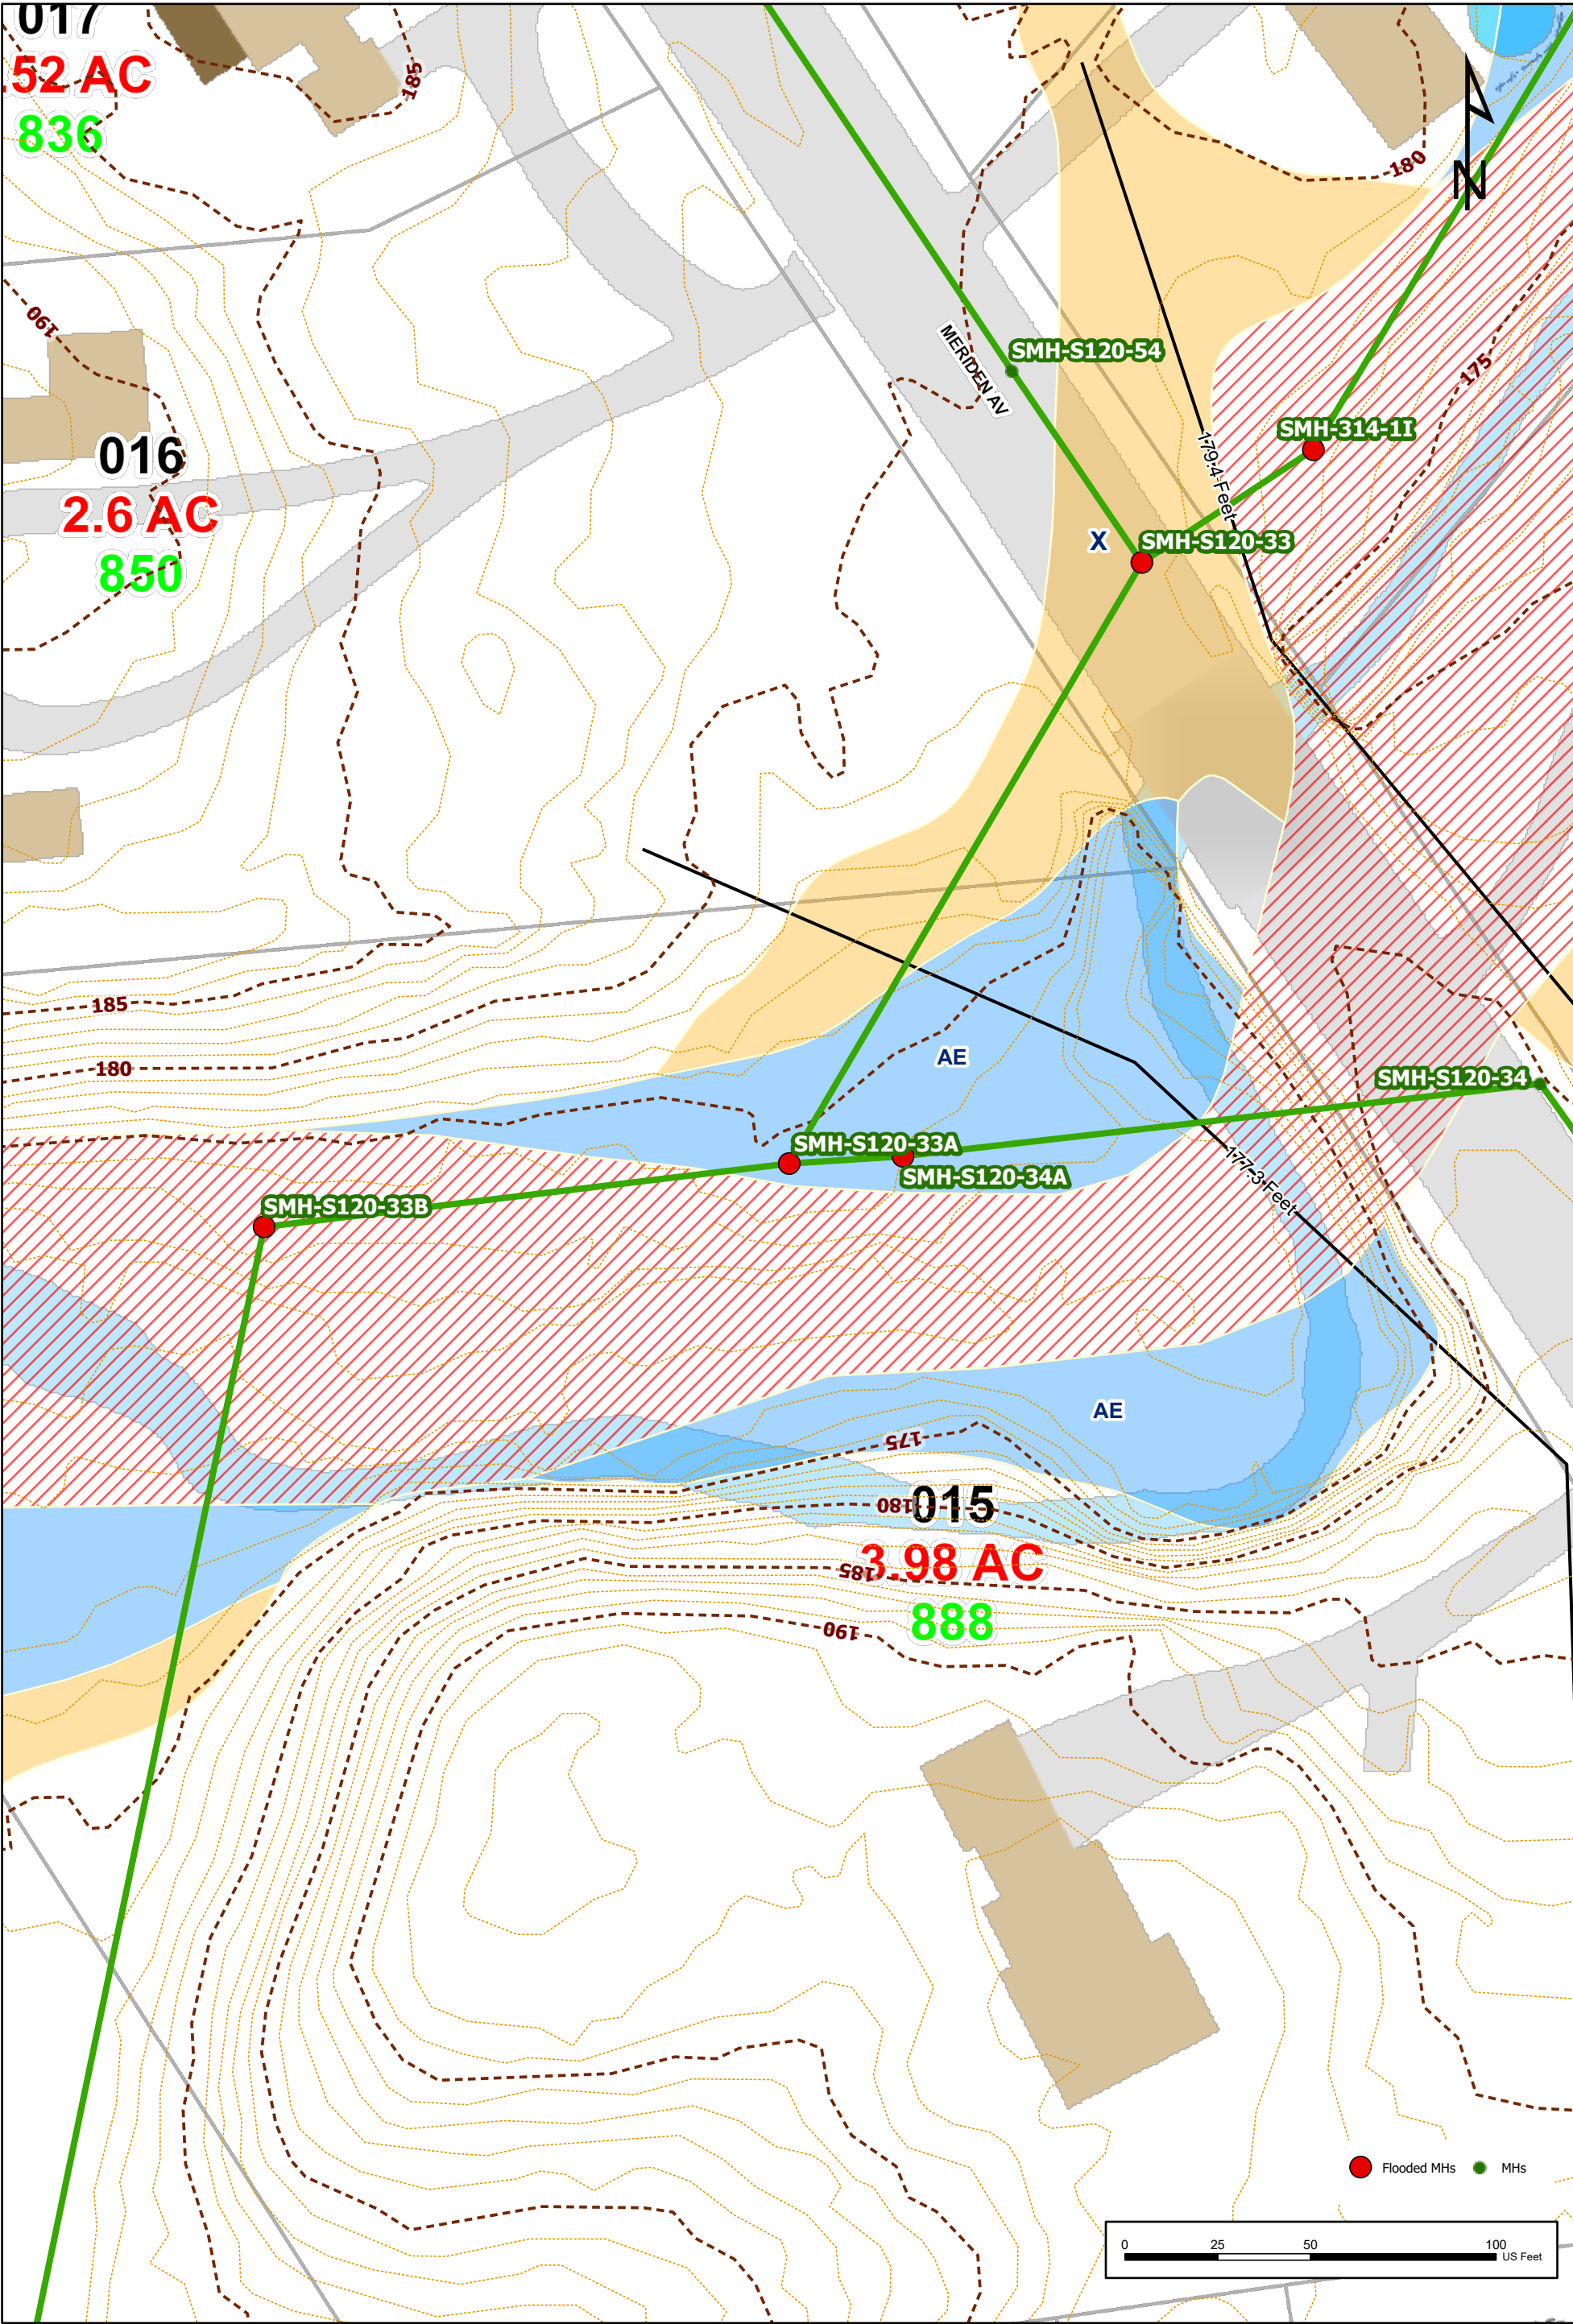 017
.52 AC
836
185
180
N
190
MERIDEN AV
SMH-S120-54
175
SMH-314-1I
179.4 Feet
016
2.6 AC
850
X
SMH-S120-33
185
180
AE
SMH-S120-34
SMH-S120-33A
SMH-S120-34A
177.3 Feet
SMH-S120-33B
AE
175
180
015
3.98 AC
185
888
190
Flooded MHs
MHs
0 25 50 100
US Feet